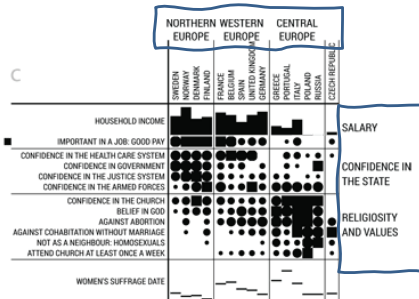 NORTHERN WESTERN CENTRAL
EUROPE EUROPE EUROPE
C
SWEDEN
NORWAY
DENMARK
FINLAND
FRANCE
BELGIUM
SPAIN
UNITED KINGDOM
GERMANY
GREECE
PORTUGAL
ITALY
POLAND
RUSSIA
CZECH REPUBLIC
HOUSEHOLD INCOME
SALARY
IMPORTANT IN A JOB: GOOD PAY
CONFIDENCE IN THE HEALTH CARE SYSTEM
CONFIDENCE IN GOVERNMENT
CONFIDENCE IN THE JUSTICE SYSTEM
CONFIDENCE IN THE ARMED FORCES
CONFIDENCE IN
THE STATE
CONFIDENCE IN THE CHURCH
BELIEF IN GOD
AGAINST ABORTION
AGAINST COHABITATION WITHOUT MARRIAGE
NOT AS A NEIGHBOUR: HOMOSEXUALS
ATTEND CHURCH AT LEAST ONCE A WEEK
RELIGIOSITY
AND VALUES
WOMEN'S SUFFRAGE DATE